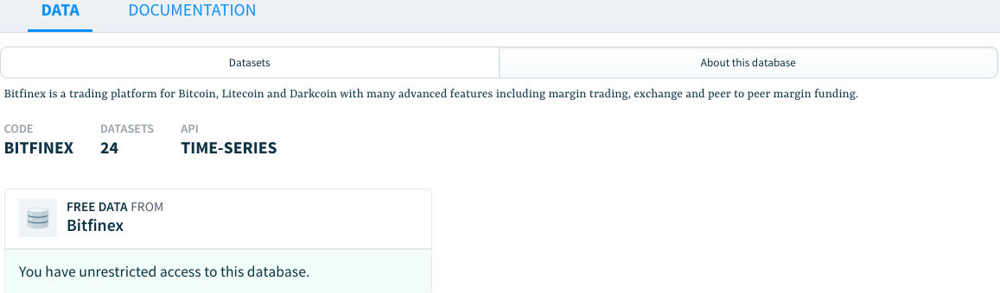 DATA DOCUMENTATION
Datasets About this database
Bitfinex is a trading platform for Bitcoin, Litecoin and Darkcoin with many advanced features including margin trading, exchange and peer to peer margin funding.
CODE DATASETS API
BITFINEX 24 TIME-SERIES
FREE DATA FROM
Bitfinex
You have unrestricted access to this database.